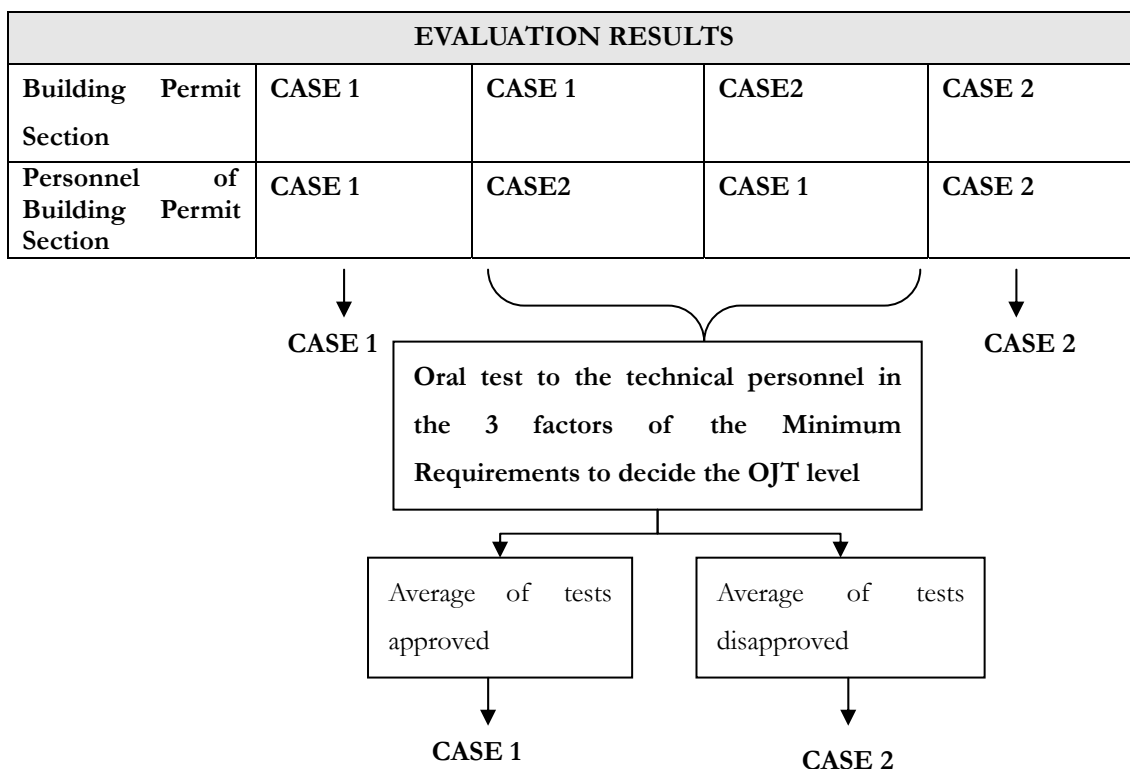 EVALUATION RESULTS
Building Permit
Section
CASE 1
CASE 1
CASE2
CASE 2
Personnel of
Building Permit
Section
CASE 1
CASE2
CASE 1
CASE 2
CASE 1
CASE 2
Oral test to the technical personnel in
the 3 factors of the Minimum
Requirements to decide the OJT level
Average of tests
approved
Average of tests
disapproved
CASE 1
CASE 2